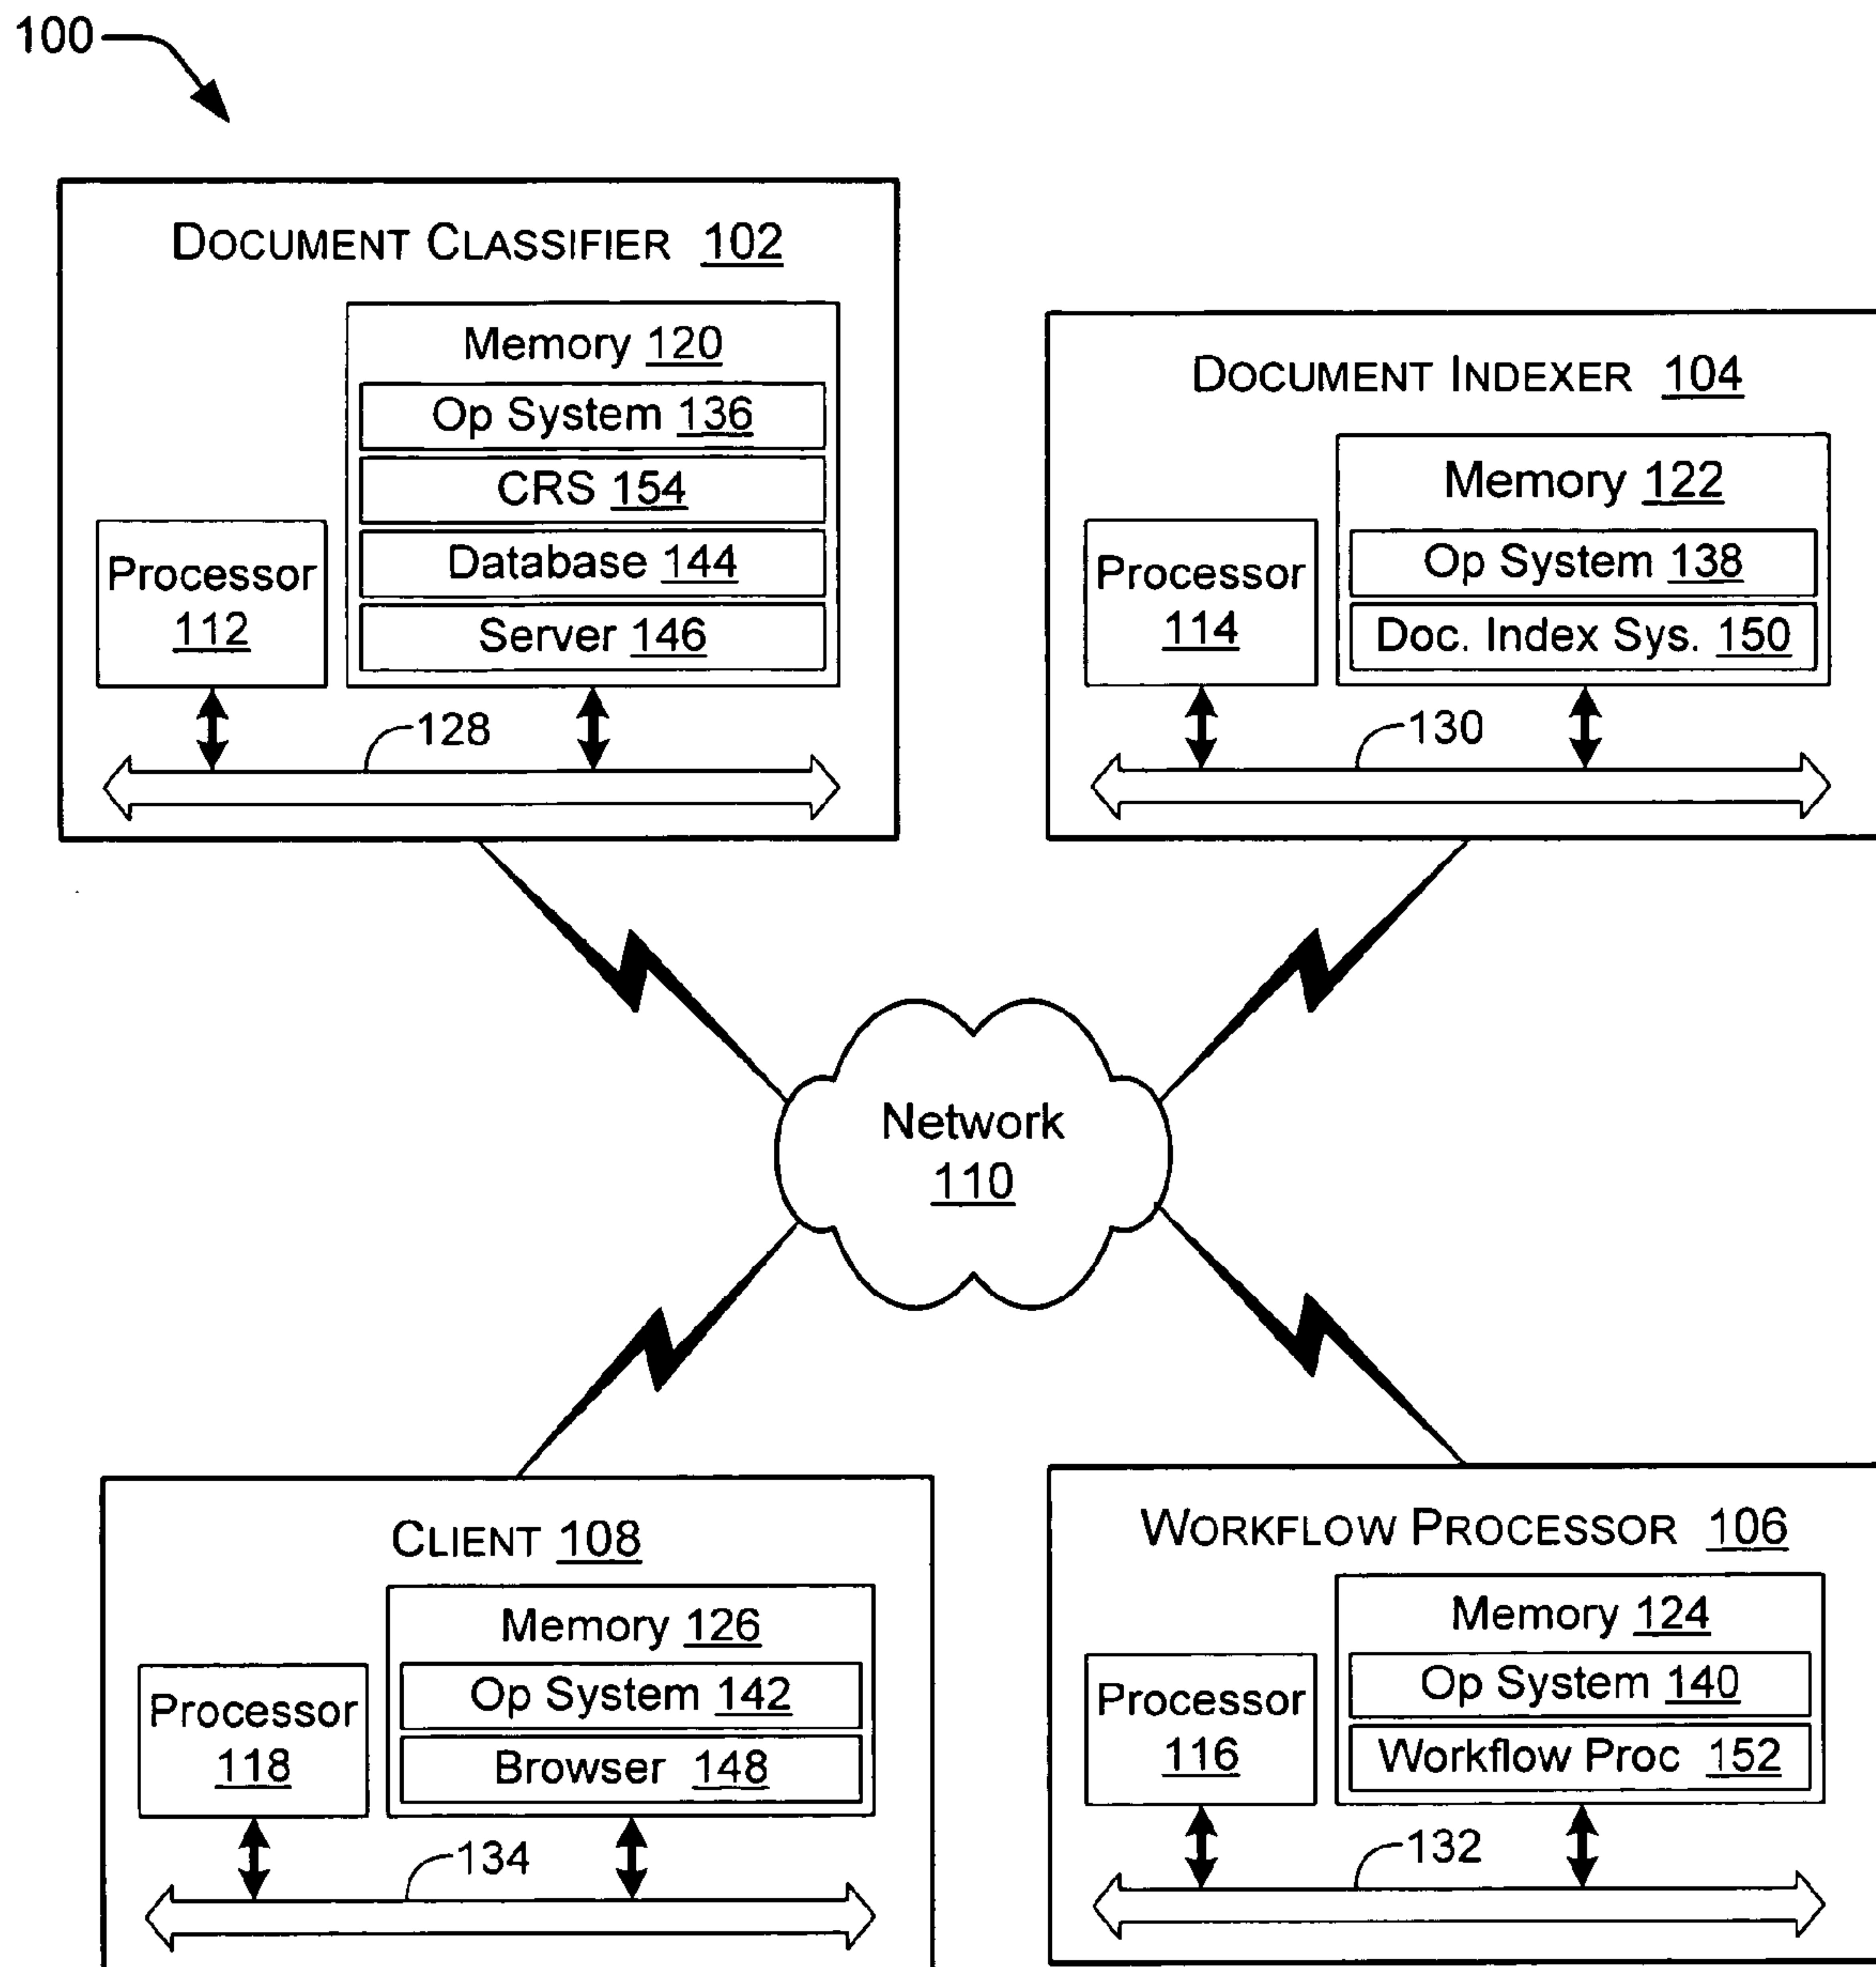 100
DOCUMENT CLASSIFIER 102
Memory 120
Op System 136
CRS 154
Database 144
Server 146
Processor
112
128
DOCUMENT INDEXER 104
Memory 122
Op System 138
Doc. Index Sys. 150
Processor
114
130
Network
110
CLIENT 108
Memory 126
Op System 142
Browser 148
Processor
118
134
WORKFLOW PROCESSOR 106
Memory 124
Op System 140
Workflow Proc 152
Processor
116
132